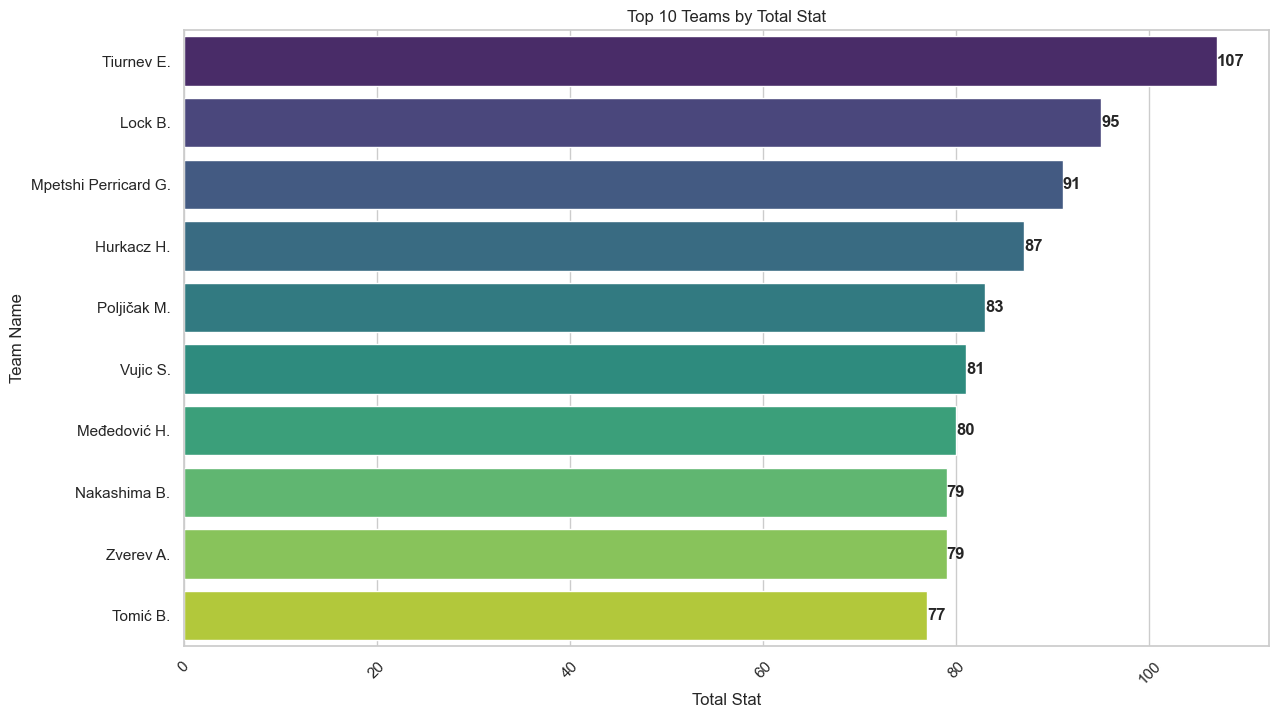 Top 10 Teams by Total Stat
Team Name
Tiurnev E.
107
Lock B.
95
Mpetshi Perricard G.
91
Hurkacz H.
87
Poljičak M.
83
Vujic S.
81
Međedović H.
80
Nakashima B.
79
Zverev A.
79
Tomić B.
77
0
20
40
60
80
100
Total Stat